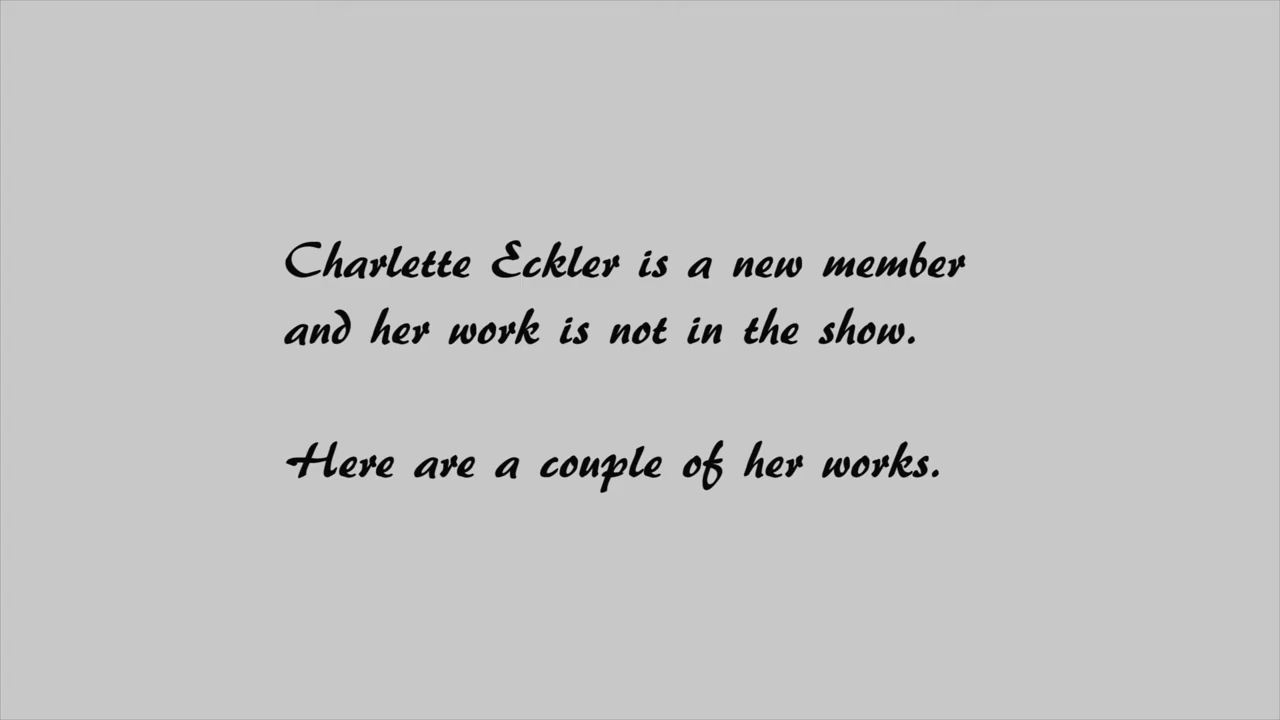 Charlette Eckler is a new member
and her work is not in the show.
Here are a couple of her works.